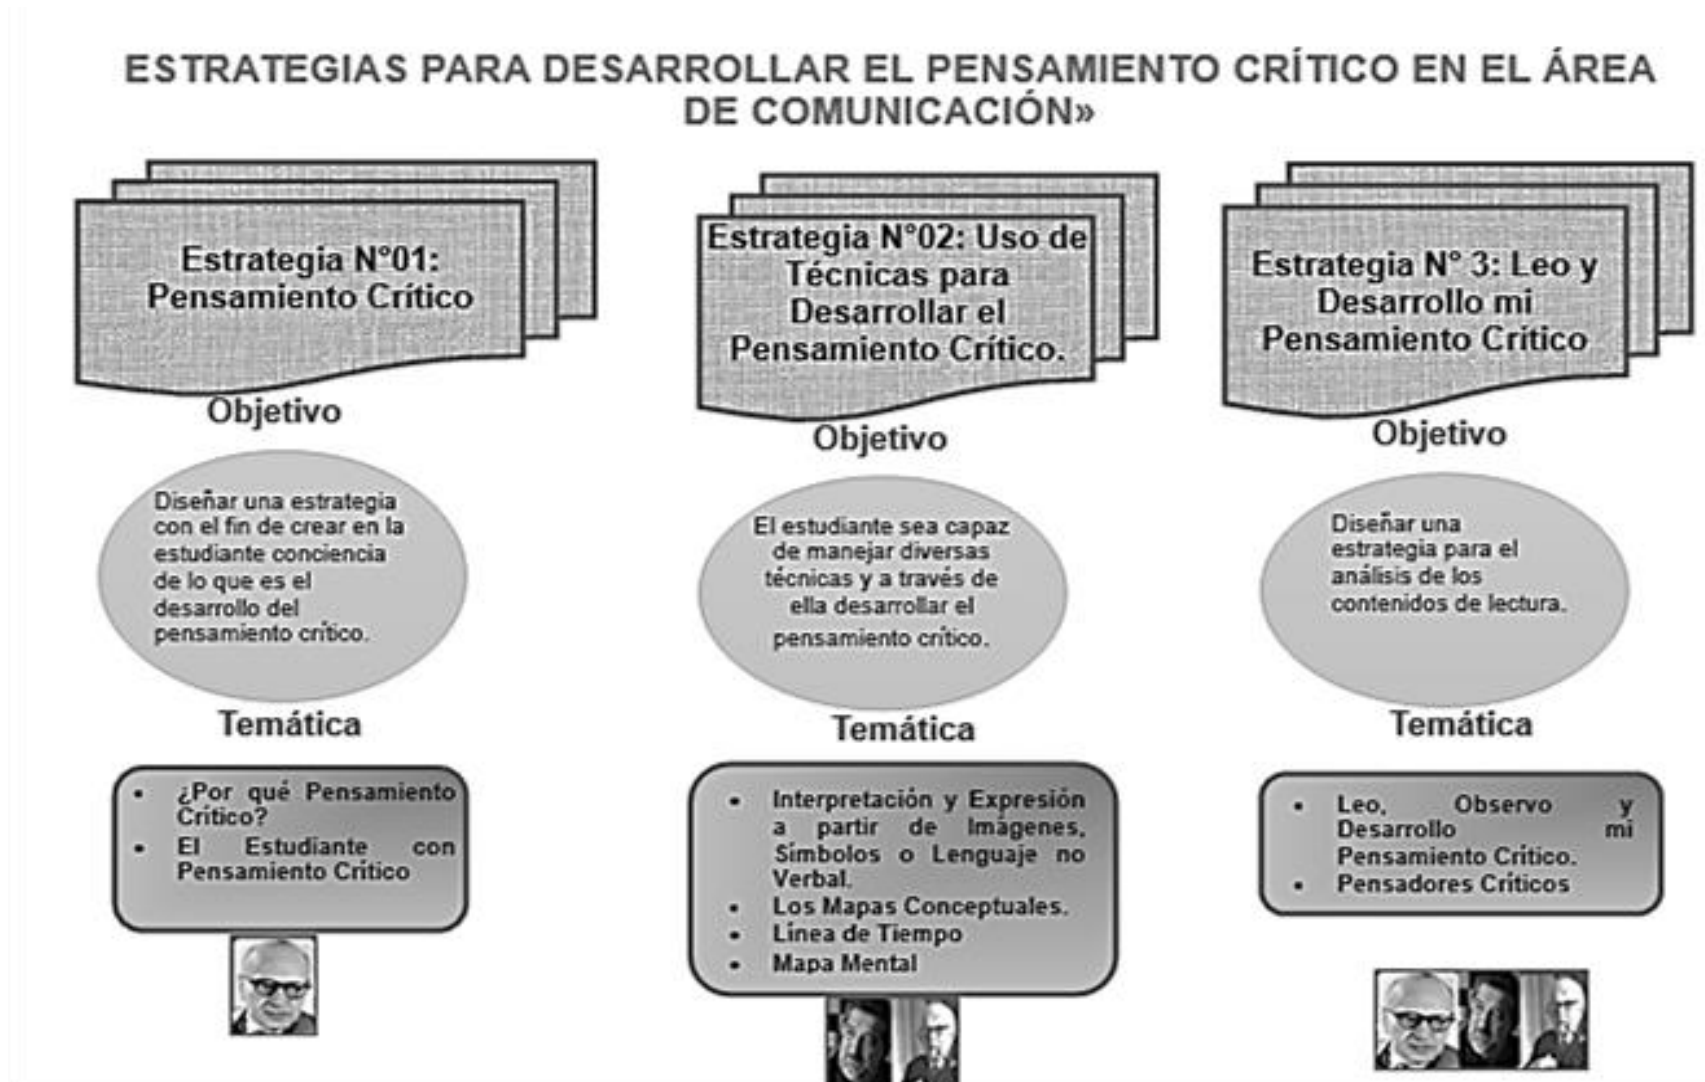 ESTRATEGIAS PARA DESARROLLAR EL PENSAMIENTO CRÍTICO EN EL ÁREA
DE COMUNICACIÓN»
Estrategia N°01:
Pensamiento Crítico
Objetivo
Diseñar una estrategia
con el fin de crear en la
estudiante conciencia
de lo que es el
desarrollo del
pensamiento crítico.
Temática
• ¿Por qué Pensamiento
Crítico?
• El Estudiante con
Pensamiento Crítico
Estrategia N°02: Uso de
Técnicas para
Desarrollar el
Pensamiento Crítico.
Objetivo
El estudiante sea capaz
de manejar diversas
técnicas y a través de
ella desarrollar el
pensamiento crítico.
Temática
• Interpretación y Expresión
a partir de Imágenes,
Símbolos o Lenguaje no
Verbal.
• Los Mapas Conceptuales.
• Línea de Tiempo
• Mapa Mental
Estrategia N° 3: Leo y
Desarrollo mi
Pensamiento Crítico
Objetivo
Diseñar una
estrategia para el
análisis de los
contenidos de lectura.
Temática
• Leo, Observo y
Desarrollo mi
Pensamiento Crítico.
• Pensadores Críticos